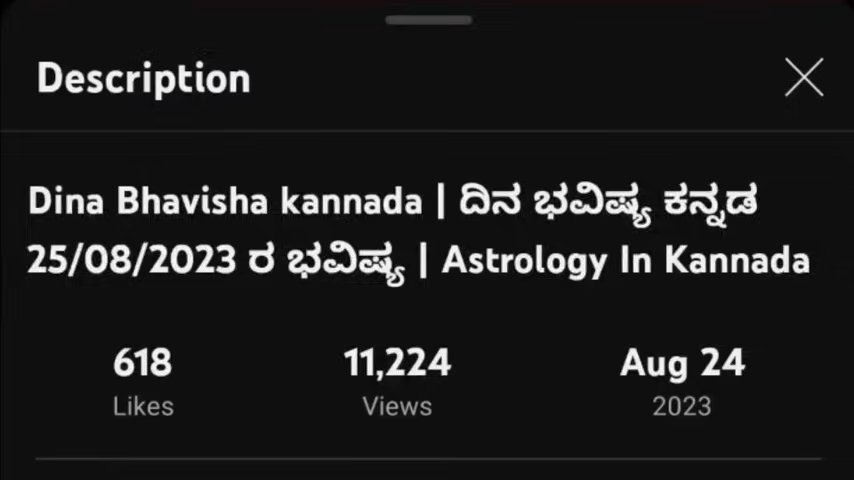 Description
Dina Bhavisha kannada | ದಿನ ಭವಿಷ್ಯ ಕನ್ನಡ
25/08/2023 ರ ಭವಿಷ್ಯ | Astrology In Kannada
618 11,224 Aug 24
Likes Views 2023